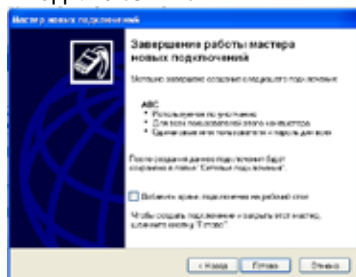 Мастер новых подключений
Завершение работы мастера
новых подключений
Успешно завершено создание следующего подключения:
ABC
* Используется по умолчанию
* Для всех пользователей этого компьютера
* Одинаковые имя пользователя и пароль для всех
После создания данное подключение будет
сохранено в папке "Сетевые подключения".
Добавить ярлык подключения на рабочий стол
Чтобы создать подключение и закрыть этот мастер,
щелкните кнопку "Готово".
< Назад
Готово
Отмена